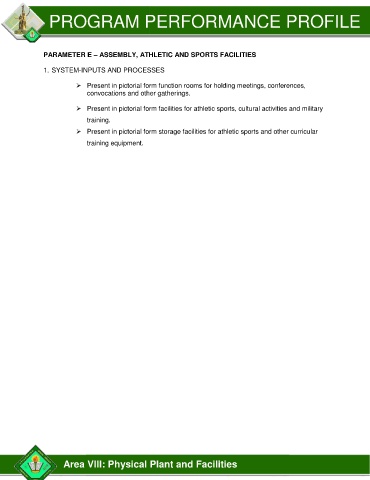 PROGRAM PERFORMANCE PROFILE
PARAMETER E – ASSEMBLY, ATHLETIC AND SPORTS FACILITIES
1. SYSTEM-INPUTS AND PROCESSES
➢ Present in pictorial form function rooms for holding meetings, conferences,
convocations and other gatherings.
➢ Present in pictorial form facilities for athletic sports, cultural activities and military
training.
➢ Present in pictorial form storage facilities for athletic sports and other curricular
training equipment.
Area VIII: Physical Plant and Facilities